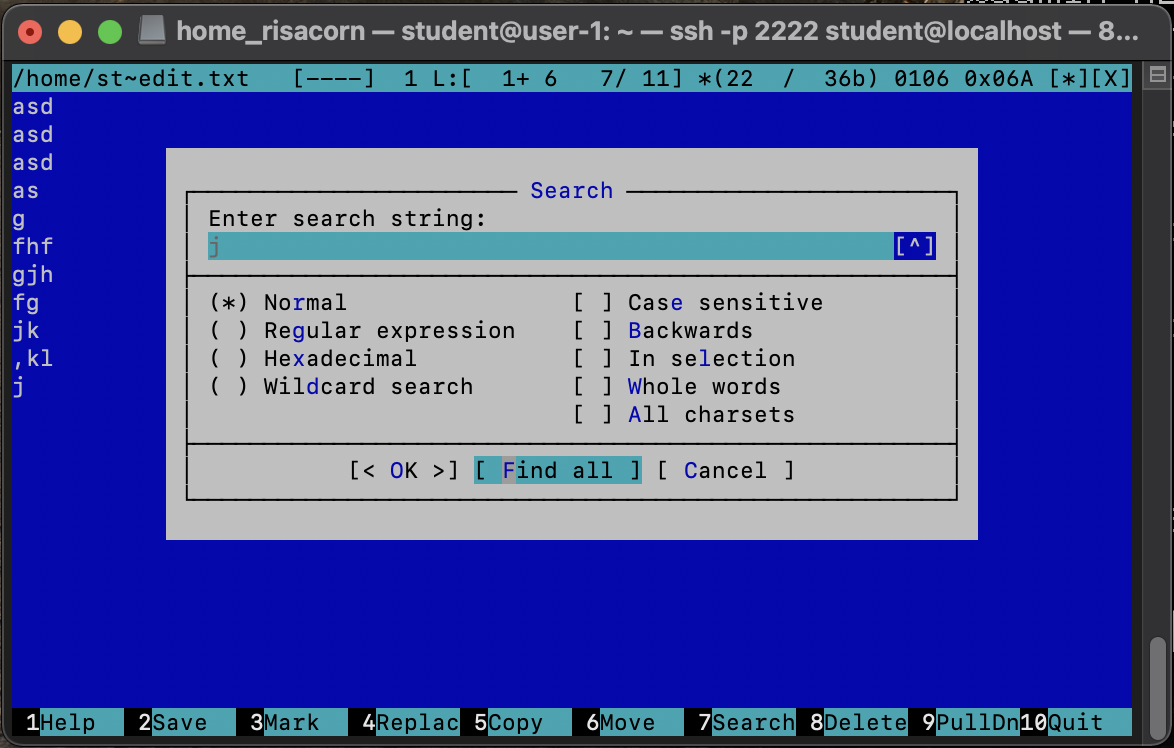 home_risacorn — student@user-1: ~ — ssh -p 2222 student@localhost — 8...
/home/st~edit.txt   [----]  1 L:[  1+ 6   7/ 11] *(22  /  36b) 0106 0x06A [*][X]
asd
asd
asd
as
g
fhf
gjh
fg
jk
,kl
j
Search
Enter search string:
j [^]
(*) Normal [ ] Case sensitive
( ) Regular expression [ ] Backwards
( ) Hexadecimal [ ] In selection
( ) Wildcard search [ ] Whole words
[ ] All charsets
[< OK >] [ Find all ] [ Cancel ]
1Help 2Save 3Mark 4Replac 5Copy 6Move 7Search 8Delete 9PullDn 10Quit